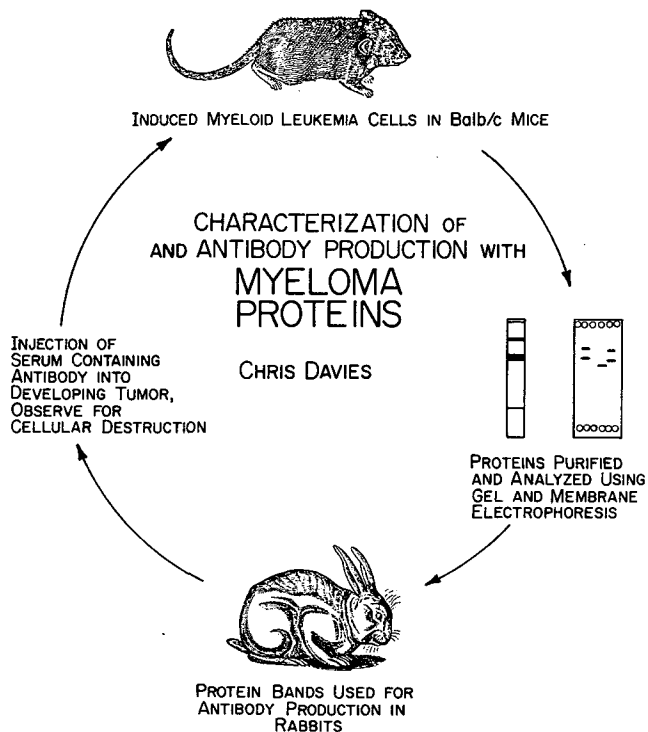 INDUCED MYELOID LEUKEMIA CELLS IN Balb/c MICE
CHARACTERIZATION OF
AND ANTIBODY PRODUCTION WITH
MYELOMA
PROTEINS
CHRIS DAVIES
PROTEINS PURIFIED
AND ANALYZED USING
GEL AND MEMBRANE
ELECTROPHORESIS
PROTEIN BANDS USED FOR
ANTIBODY PRODUCTION IN
RABBITS
INJECTION OF
SERUM CONTAINING
ANTIBODY INTO
DEVELOPING TUMOR,
OBSERVE FOR
CELLULAR DESTRUCTION